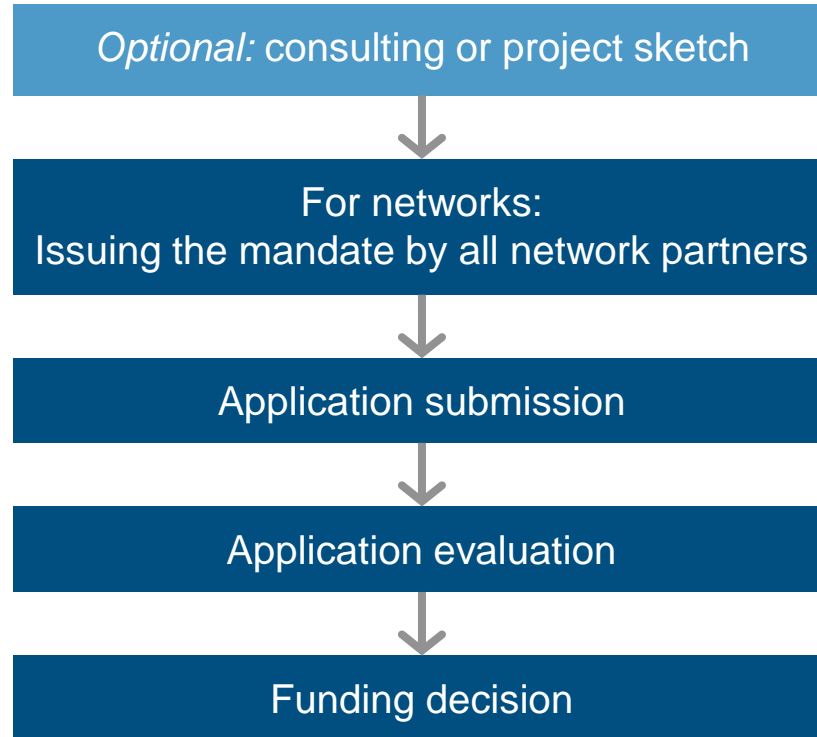 Optional: consulting or project sketch
For networks:
Issuing the mandate by all network partners
Application submission
Application evaluation
Funding decision